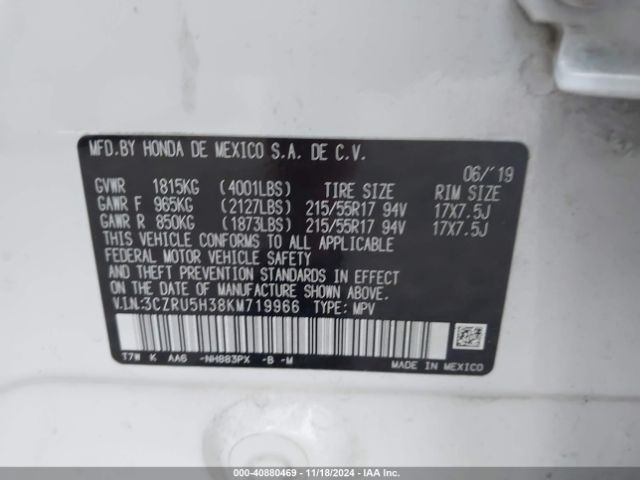 MFD.BY HONDA DE MEXICO S.A. DE C.V.
06/'19
GVWR 1815KG (4001LBS) TIRE SIZE RIM SIZE
GAWR F 965KG (2127LBS) 215/55R17 94V 17X7.5J
GAWR R 850KG (1873LBS) 215/55R17 94V 17X7.5J
THIS VEHICLE CONFORMS TO ALL APPLICABLE
FEDERAL MOTOR VEHICLE SAFETY
AND THEFT PREVENTION STANDARDS IN EFFECT
ON THE DATE OF MANUFACTURE SHOWN ABOVE.
V.I.N.:3CZRU5H38KM719966 TYPE: MPV
T7W K AA6 -NH883PX -B -M
MADE IN MEXICO
000-40880469 11/18/2024 - Public Auctions